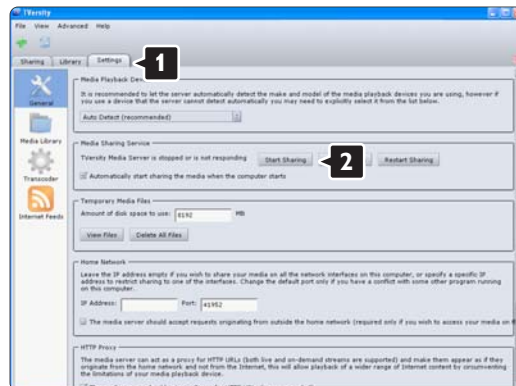 TVersity
File View Advanced Help
Sharing Library Settings
1
General
Media Library
Transcoder
Internet Feeds
Media Playback
It is recommended to let the server automatically detect the make and model of the media playback devices you are using, however if
you use a device that the server cannot detect automatically you may need to explicitly select it from the list below.
Auto Detect (recommended)
Media Sharing Service
TVersity Media Server is stopped or is not responding
Start Sharing
2
Restart Sharing
Automatically start sharing the media when the computer starts
Temporary Media Files
Amount of disk space to use: 8192 MB
View Files Delete All Files
Home Network
Leave the IP address empty if you wish to share your media on all the network interfaces on this computer, or specify a specific IP
address to restrict sharing to one of the interfaces. Change the default port only if you have a conflict with some other program running
on this computer.
IP Address: Port: 41952
The media server should accept requests originating from outside the home network (required only if you wish to access your media on
HTTP Proxy
The media server can act as a proxy for HTTP URLs (both live and on-demand streams are supported) and make them appear as if they
originate from the home network and not from the Internet, this will allow playback of a wider range of Internet content by circumventing
the limitations of your media playback device.